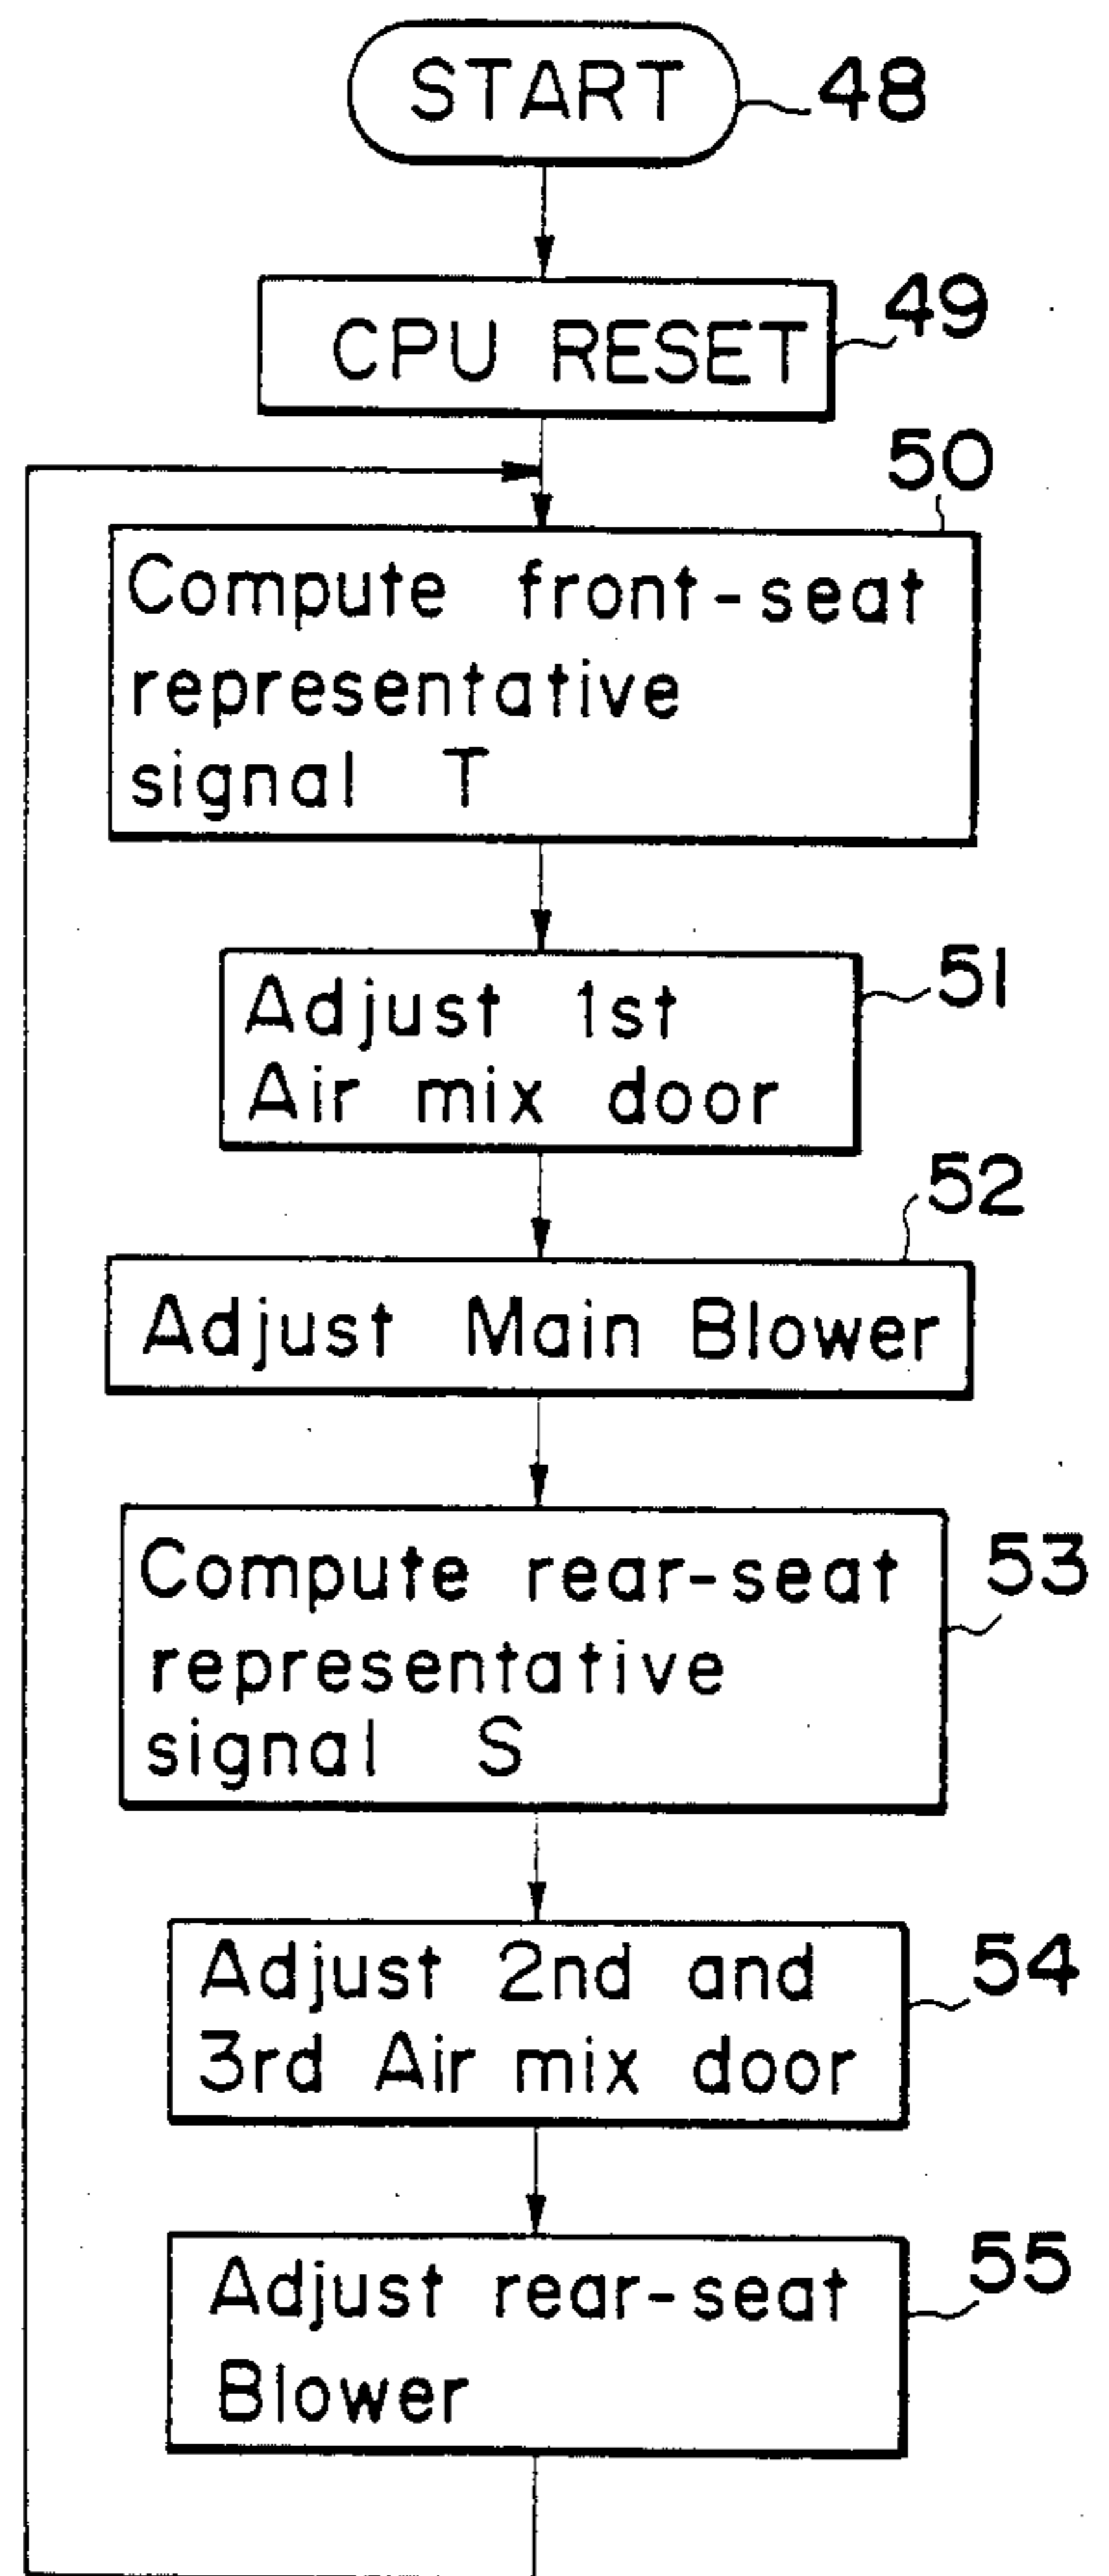 START
48
CPU RESET
49
50
Compute front-seat
representative
signal T
Adjust 1st
Air mix door
51
52
Adjust Main Blower
Compute rear-seat
representative
signal S
53
Adjust 2nd and
3rd Air mix door
54
Adjust rear-seat
Blower
55